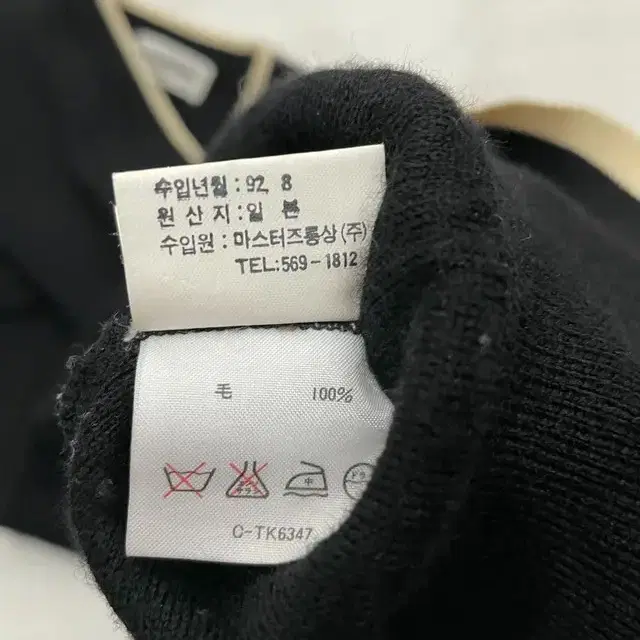 수입년월 : 92. 8
원 산 지 : 일 본
수입원 : 마스터즈통상 (주)
TEL:569-1812
毛 100%
中
C-TK6347